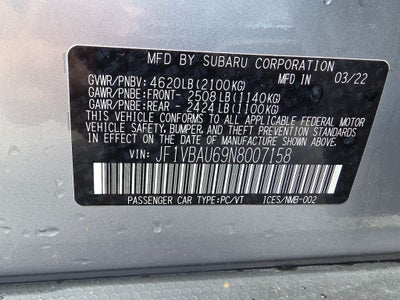 MFD BY SUBARU CORPORATION
GVWR/PNBV: 4620LB(2100KG) 03/22
GAWR/PNBE:FRONT- 2508LB(1140KG)
GAWR/PNBE:REAR - 2424LB(1100KG)
THIS VEHICLE CONFORMS TO ALL APPLICABLE FEDERAL MOTOR
VEHICLE SAFETY, BUMPER, AND THEFT PREVENTION STANDARDS
IN EFFECT ON THE DATE OF MANUFACTURE SHOWN ABOVE.
VIN: JF1VBAU69N8007158
PASSENGER CAR TYPE:PC/VT ICES/NMB-002